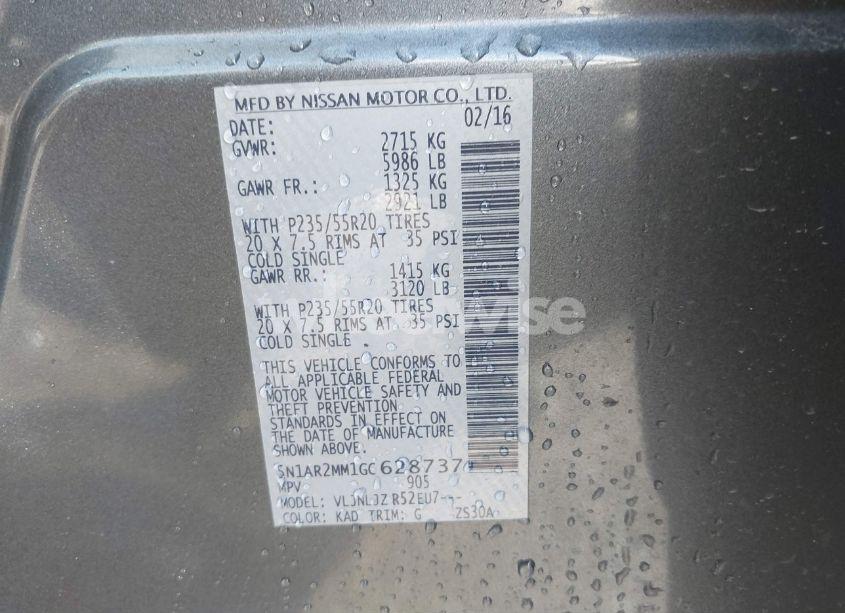 MFD BY NISSAN MOTOR CO., LTD.
DATE: 02/16
GVWR: 2715 KG
5986 LB
GAWR FR.: 1325 KG
2921 LB
WITH P235/55R20 TIRES
20 X 7.5 RIMS AT 35 PSI
COLD SINGLE
GAWR RR.: 1415 KG
3120 LB
WITH P235/55R20 TIRES
20 X 7.5 RIMS AT 35 PSI
COLD SINGLE
THIS VEHICLE CONFORMS TO
ALL APPLICABLE FEDERAL
MOTOR VEHICLE SAFETY AND
THEFT PREVENTION
STANDARDS IN EFFECT ON
THE DATE OF MANUFACTURE
SHOWN ABOVE.
5N1AR2MM1GC628737
MPV 905
MODEL:
COLOR: KAD TRIM: G ZS30A